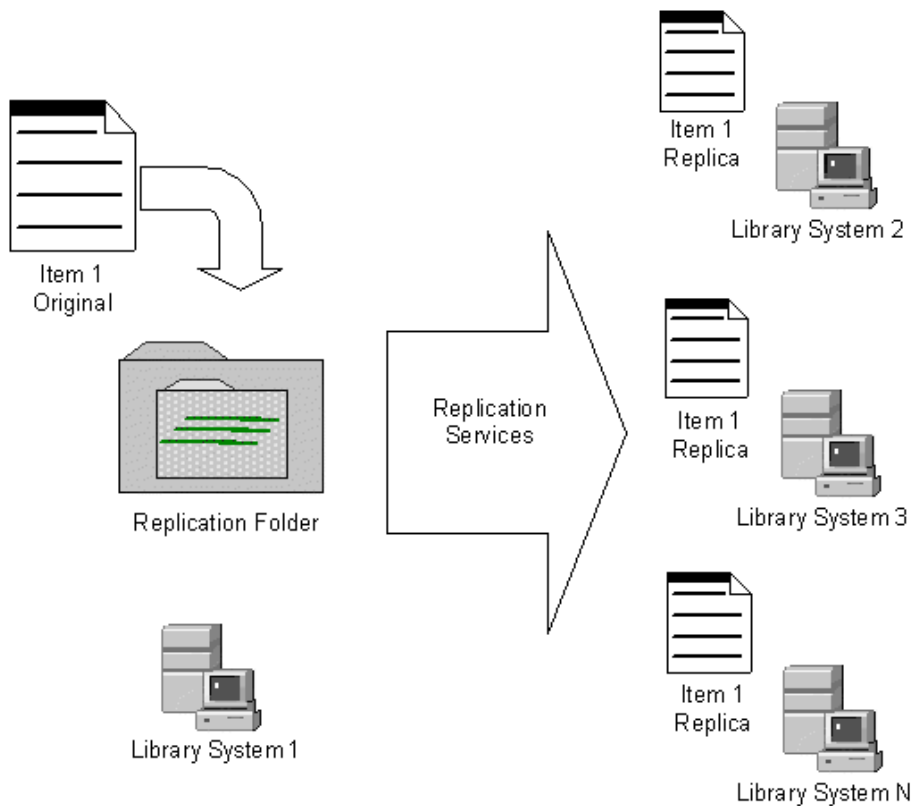 Item 1
Original
Replication Folder
Library System 1
Replication
Services
Item 1
Replica
Library System 2
Item 1
Replica
Library System 3
Item 1
Replica
Library System N